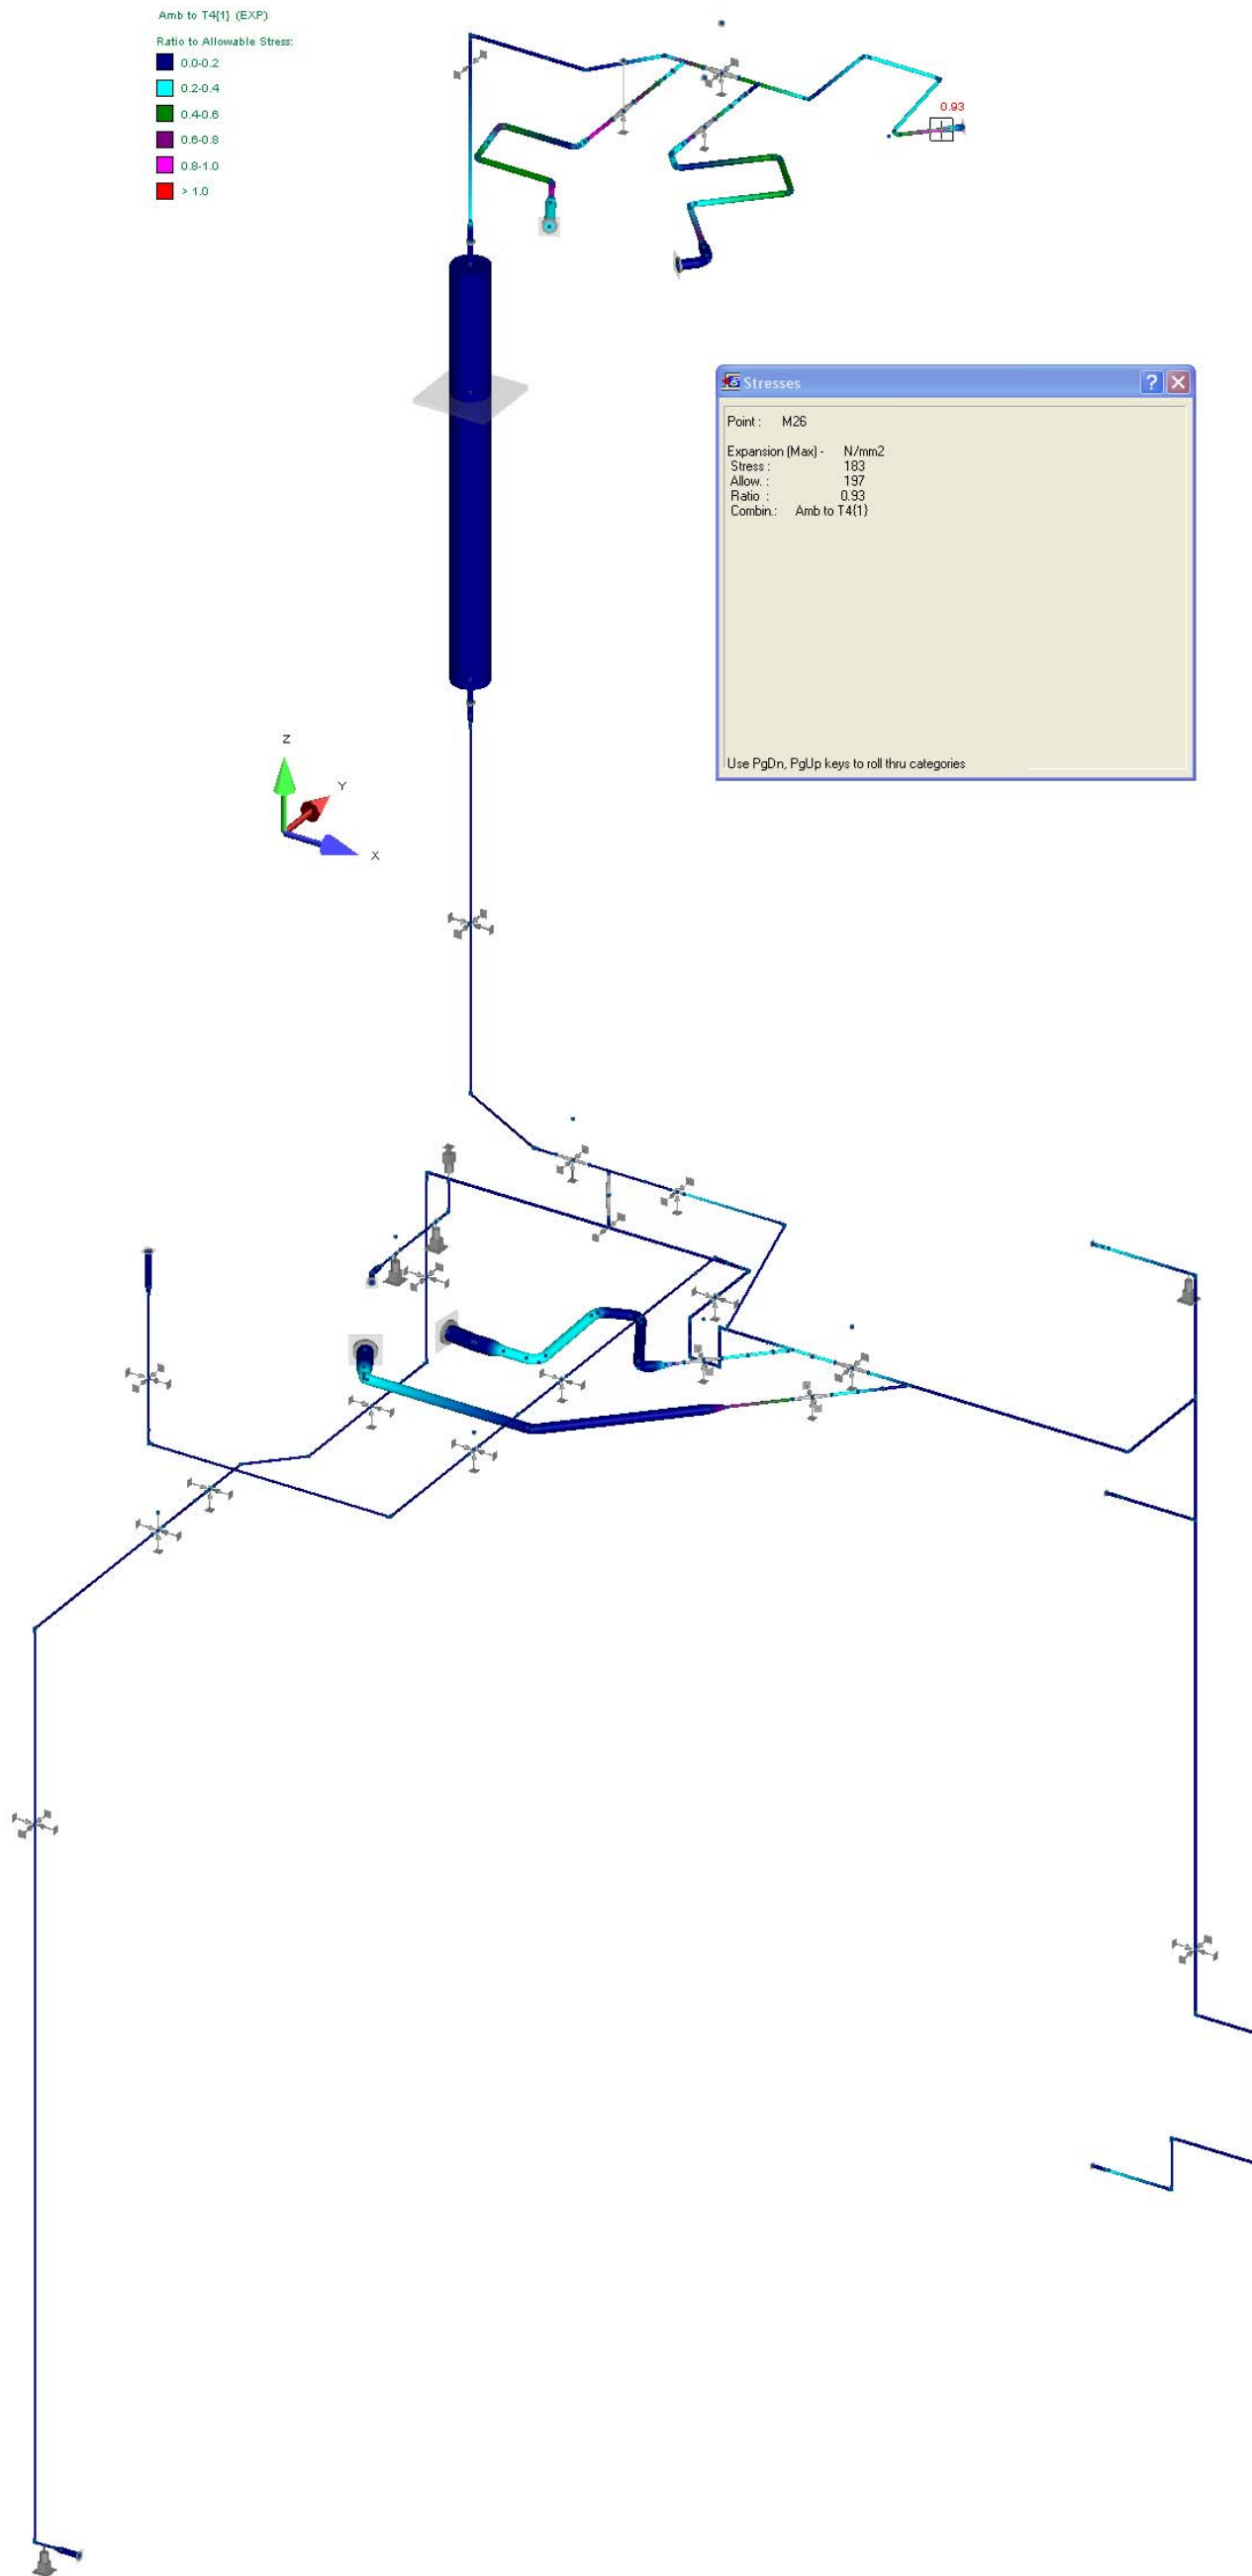 Amb to T4{1} (EXP)
Ratio to Allowable Stress:
0.0-0.2
0.2-0.4
0.4-0.6
0.6-0.8
0.8-1.0
> 1.0
0.93
Stresses
Point : M26
Expansion (Max) - N/mm2
Stress : 183
Allow. : 197
Ratio : 0.93
Combin.: Amb to T4{1}
Use PgDn, PgUp keys to roll thru categories
Z
Y
X